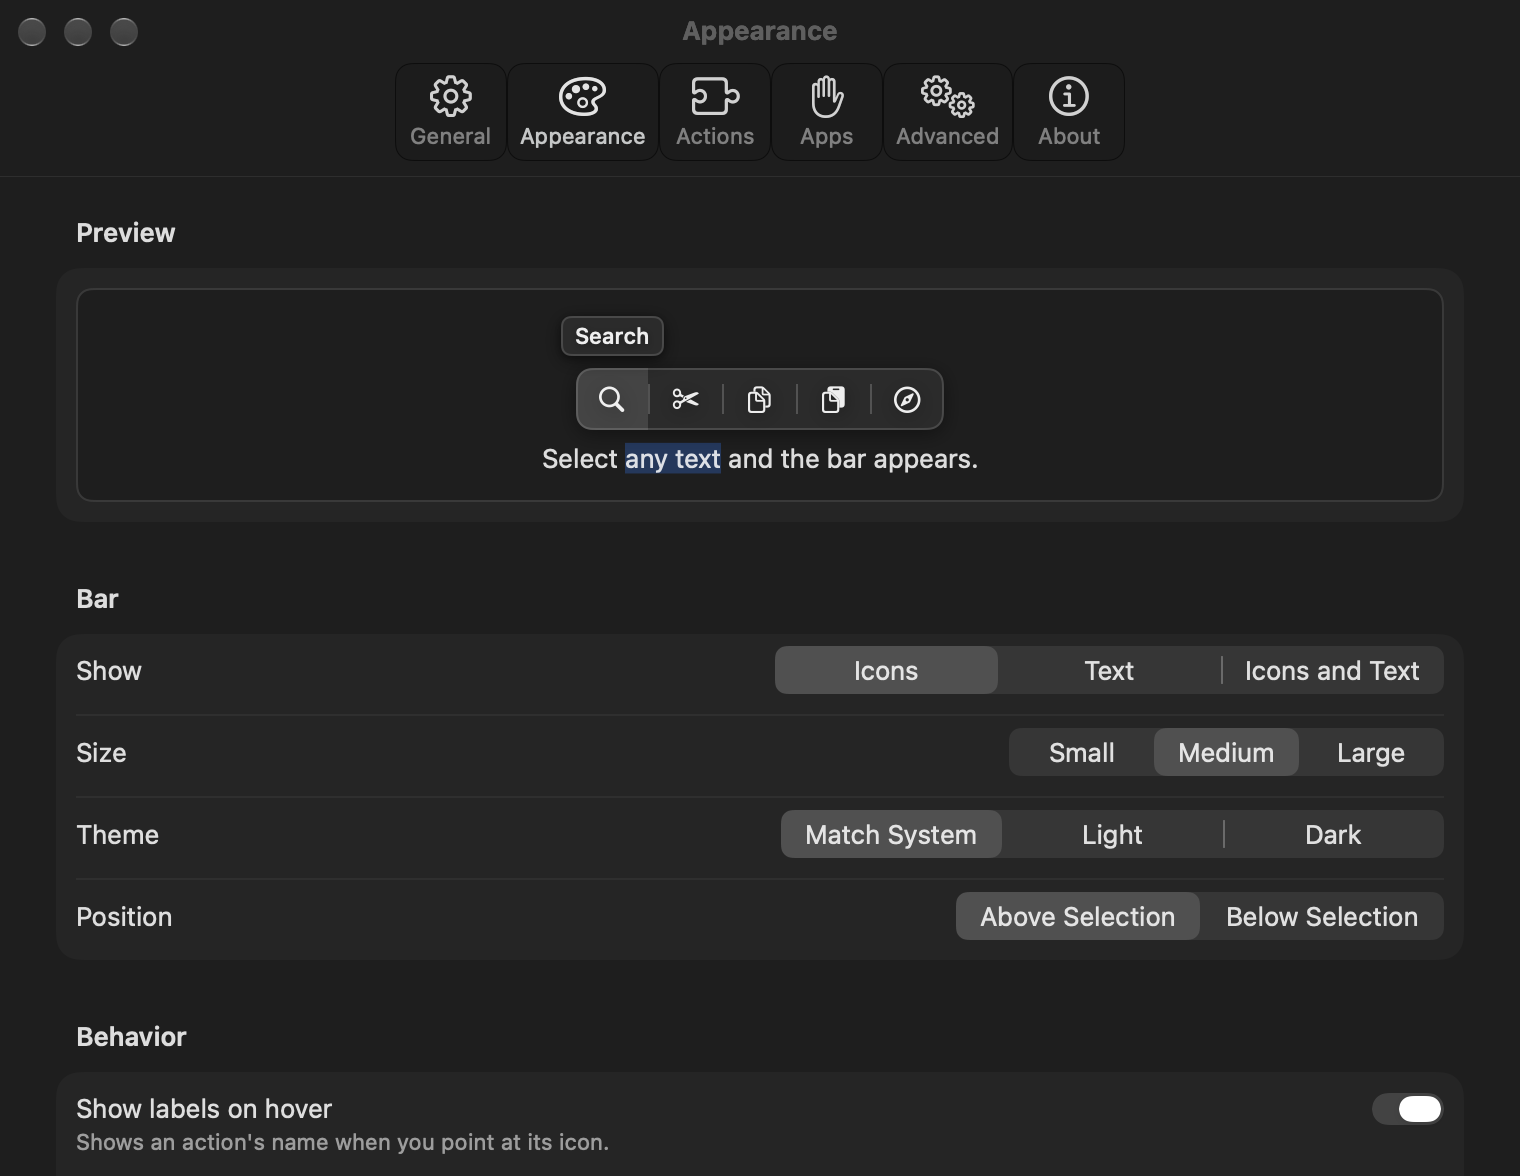 Appearance
General
Appearance
Actions
Apps
Advanced
About
Preview
Search
Select any text and the bar appears.
Bar
Show
Icons
Text
Icons and Text
Size
Small
Medium
Large
Theme
Match System
Light
Dark
Position
Above Selection
Below Selection
Behavior
Show labels on hover
Shows an action's name when you point at its icon.